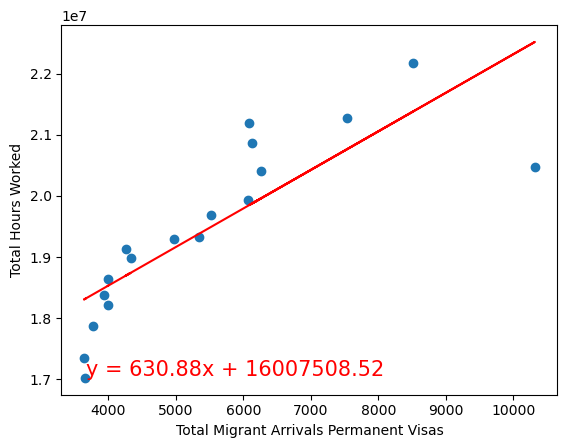 1e7
2.2
2.1
2.0
1.9
1.8
1.7
Total Hours Worked
y = 630.88x + 16007508.52
4000 5000 6000 7000 8000 9000 10000
Total Migrant Arrivals Permanent Visas